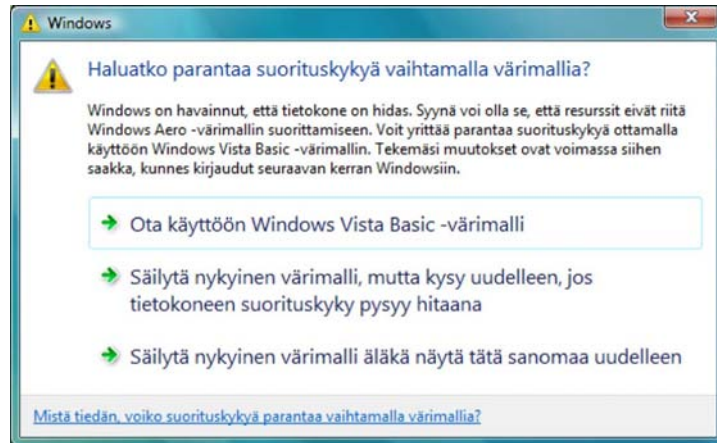 Windows
Haluatko parantaa suorituskykyä vaihtamalla värimallia?
Windows on havainnut, että tietokone on hidas. Syynä voi olla se, että resurssit eivät riitä
Windows Aero -värimallin suorittamiseen. Voit yrittää parantaa suorituskykyä ottamalla
käyttöön Windows Vista Basic -värimallin. Tekemäsi muutokset ovat voimassa siihen
saakka, kunnes kirjaudut seuraavan kerran Windowsiin.
Ota käyttöön Windows Vista Basic -värimalli
Säilytä nykyinen värimalli, mutta kysy uudelleen, jos
tietokoneen suorituskyky pysyy hitaana
Säilytä nykyinen värimalli äläkä näytä tätä sanomaa uudelleen
Mistä tiedän, voiko suorituskykyä parantaa vaihtamalla värimallia?